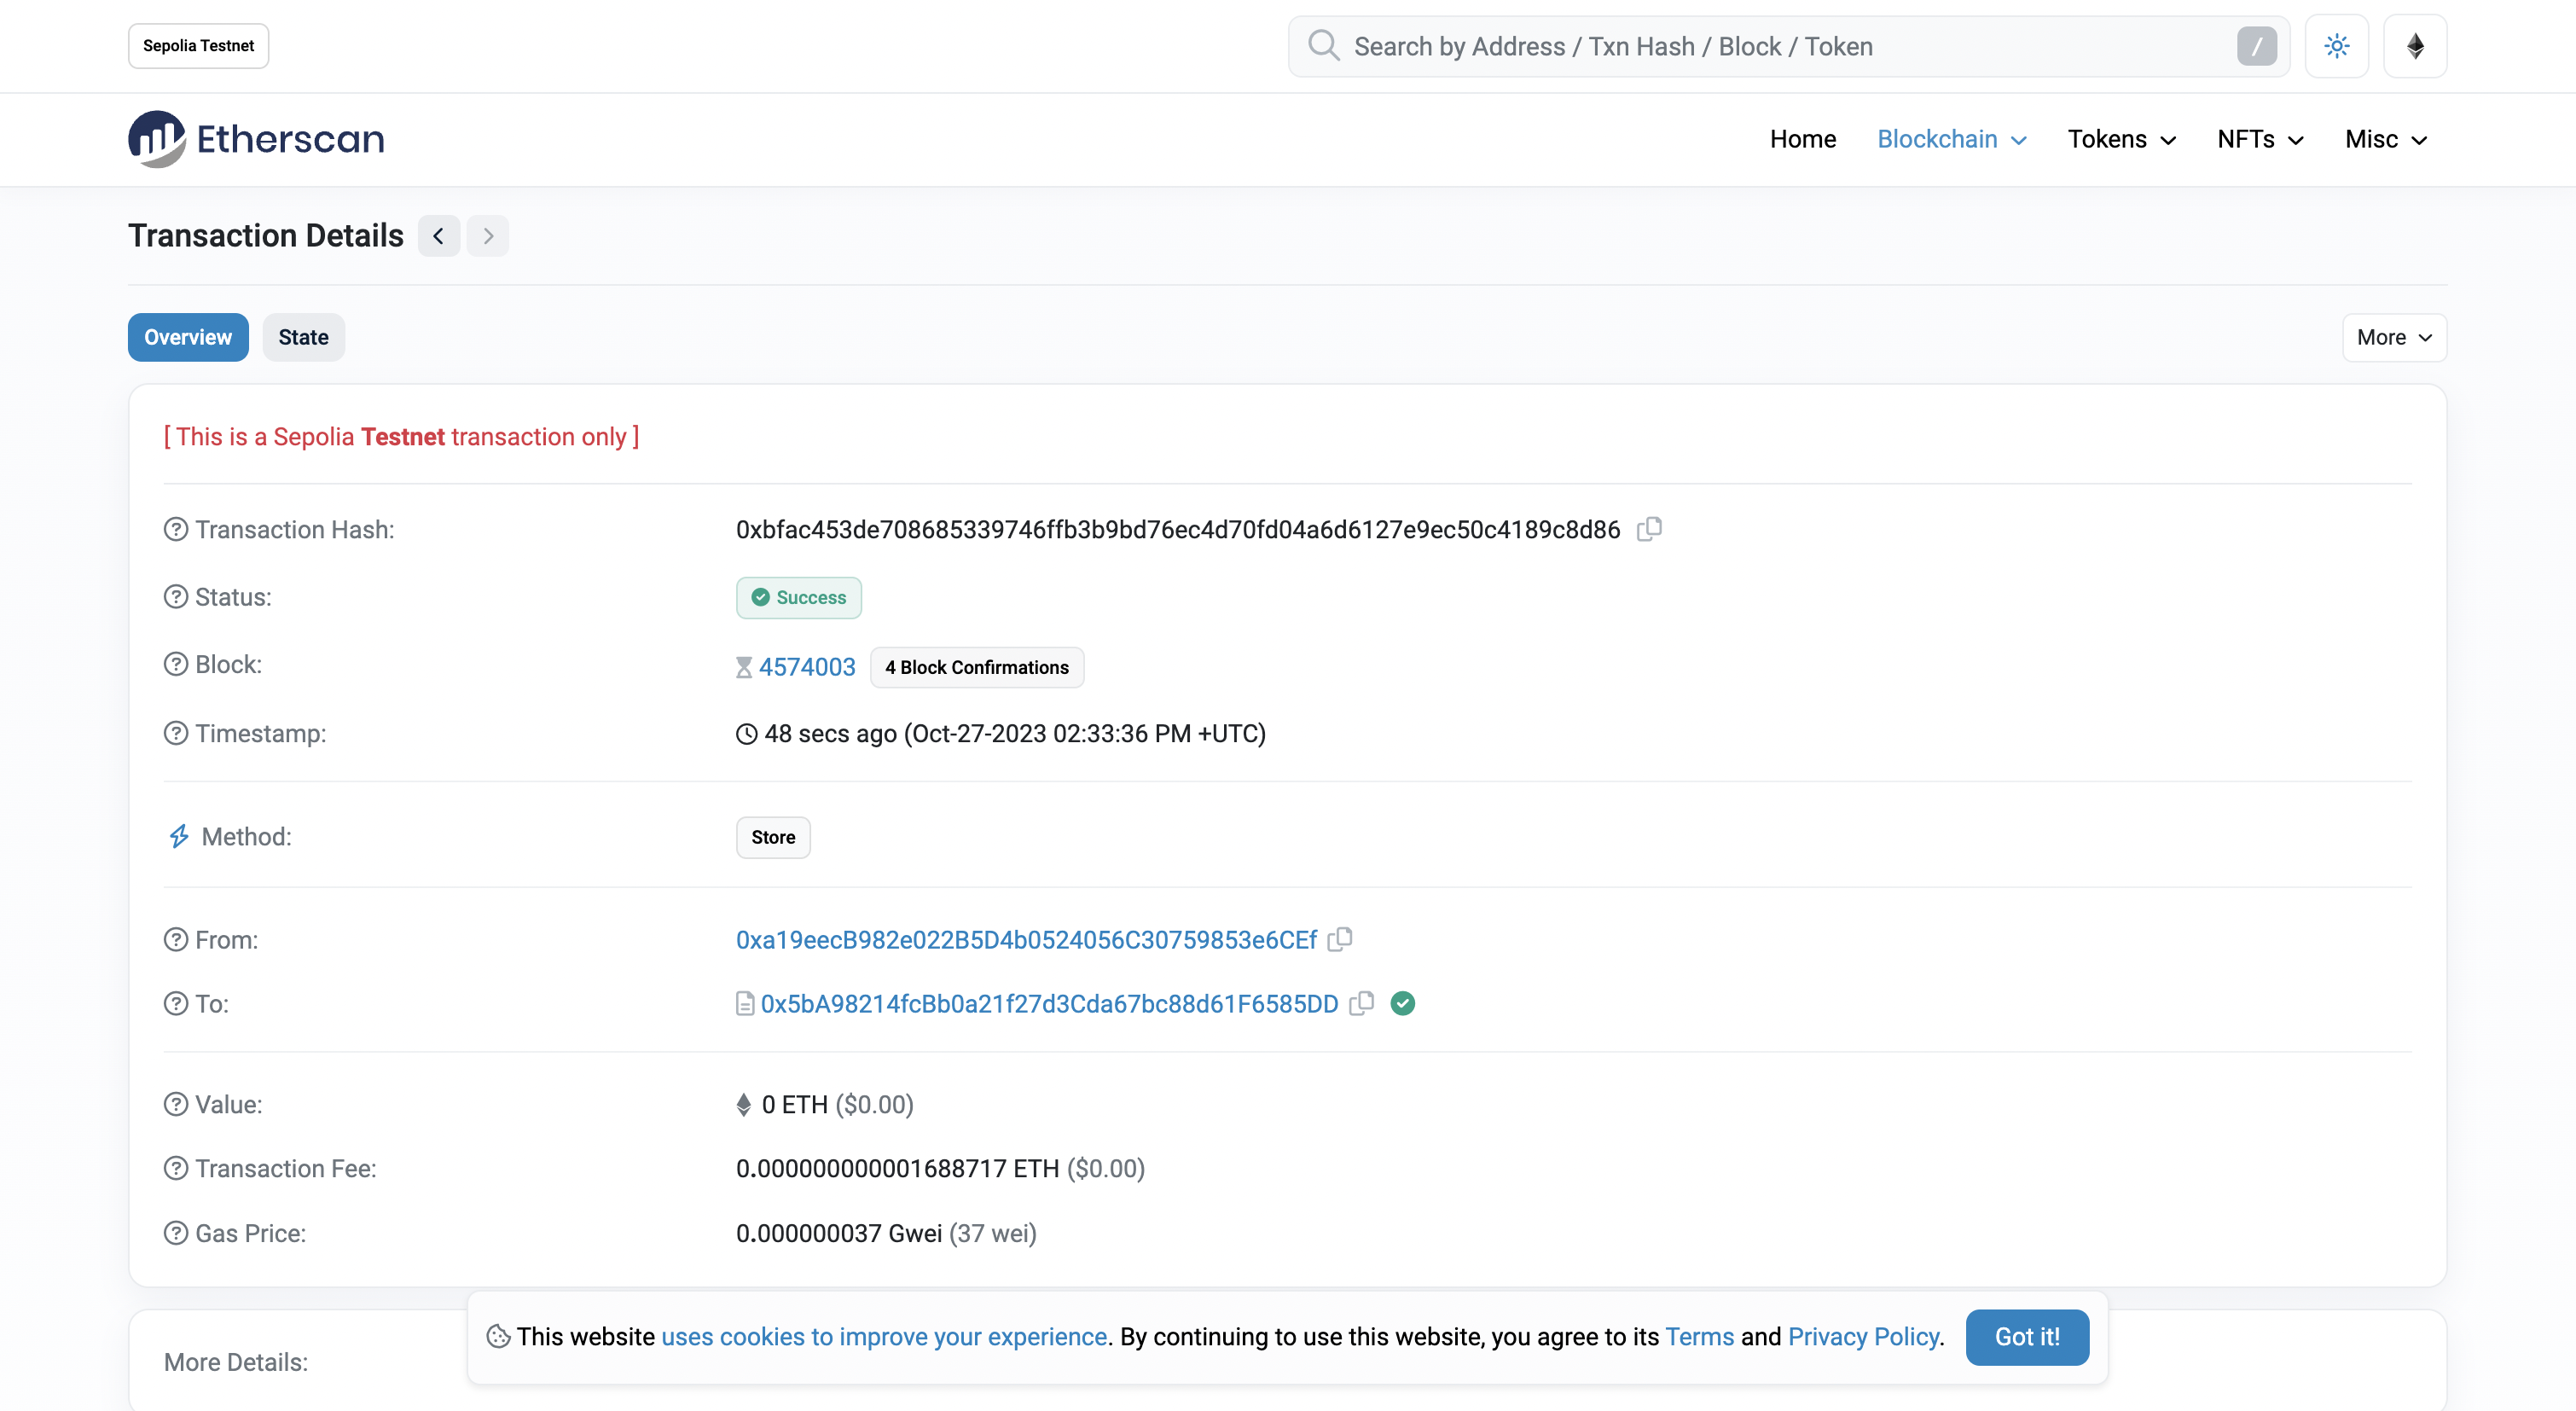 Sepolia Testnet
Search by Address / Txn Hash / Block / Token
/
Etherscan
Home Blockchain Tokens NFTs Misc
Transaction Details
Overview State
More
[ This is a Sepolia Testnet transaction only ]
Transaction Hash: 0xbfac453de708685339746ffb3b9bd76ec4d70fd04a6d6127e9ec50c4189c8d86
Status: Success
Block: 4574003 4 Block Confirmations
Timestamp: 48 secs ago (Oct-27-2023 02:33:36 PM +UTC)
Method: Store
From: 0xa19eecB982e022B5D4b0524056C30759853e6CEf
To: 0x5bA98214fcBb0a21f27d3Cda67bc88d61F6585DD
Value: 0 ETH ($0.00)
Transaction Fee: 0.000000000001688717 ETH ($0.00)
Gas Price: 0.000000037 Gwei (37 wei)
This website uses cookies to improve your experience. By continuing to use this website, you agree to its Terms and Privacy Policy.
Got it!
More Details: